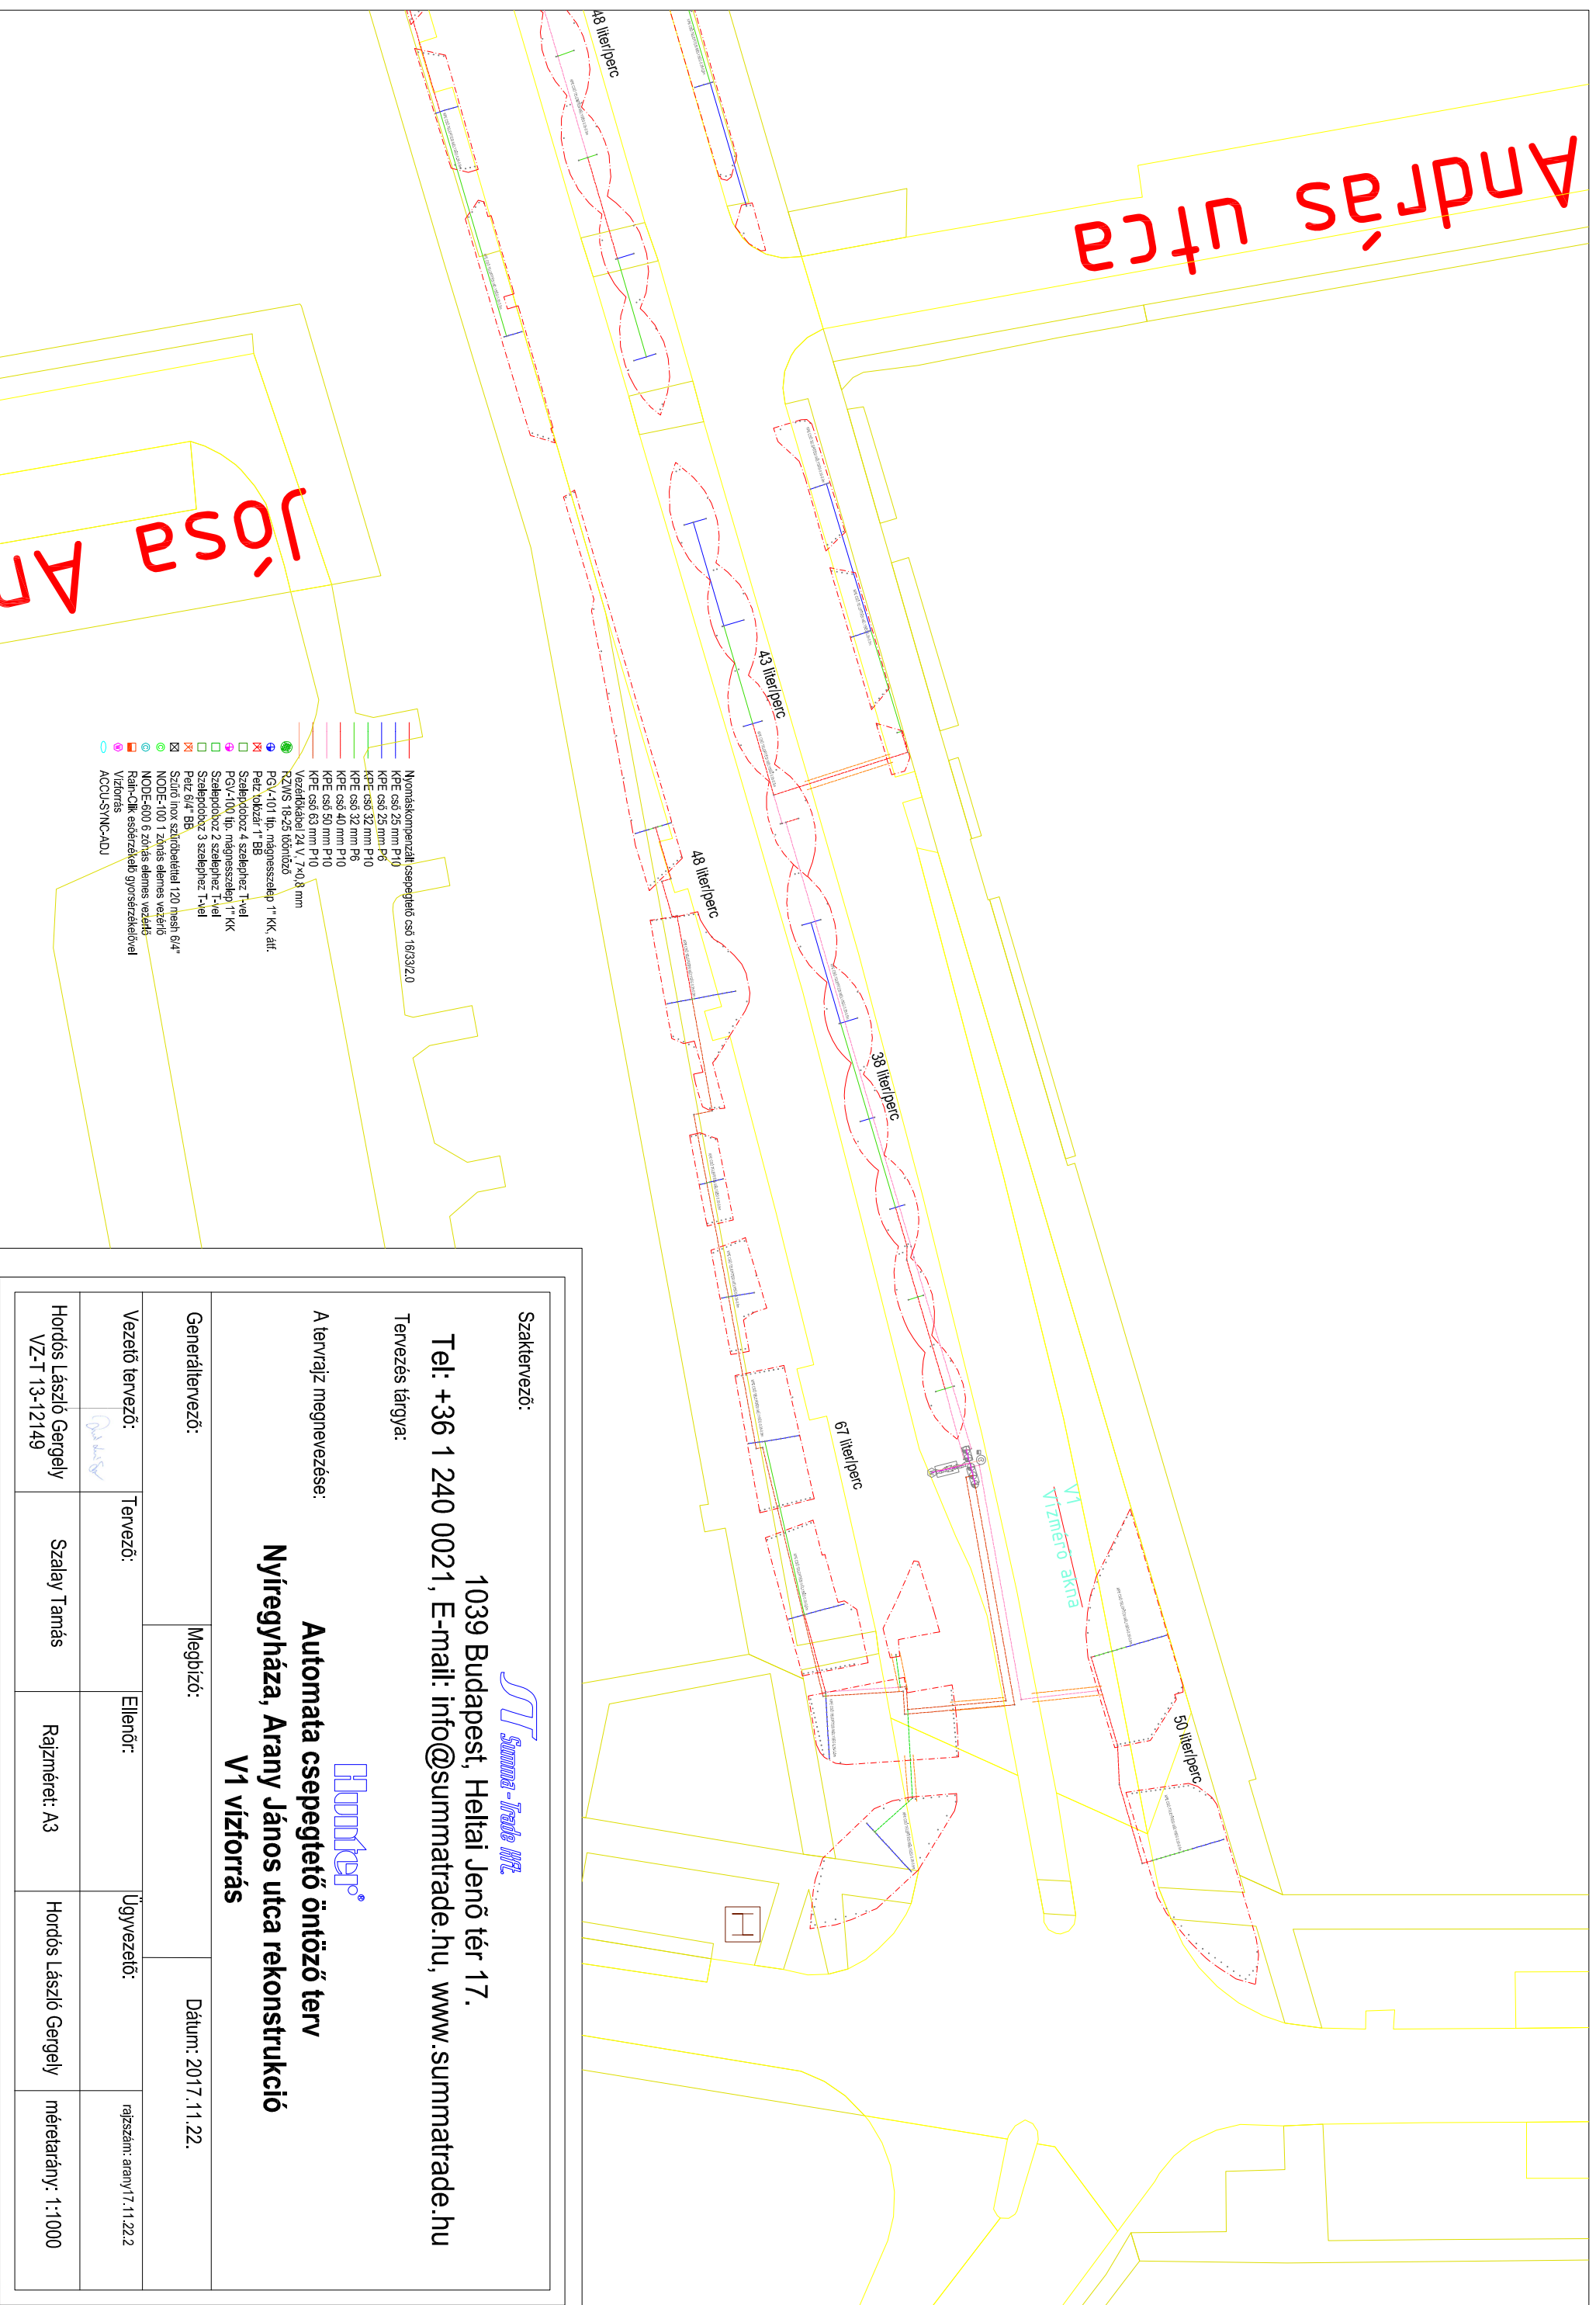 András utca
Jósa An
48 liter/perc
43 liter/perc
48 liter/perc
38 liter/perc
67 liter/perc
50 liter/perc
V1
Vízmérő akna
H
Nyomáskompenzált csepegtető cső 16/33/2.0
KPE cső 25 mm P10
KPE cső 25 mm P6
KPE cső 32 mm P10
KPE cső 32 mm P6
KPE cső 40 mm P10
KPE cső 50 mm P10
KPE cső 63 mm P10
Vezérlőkábel 24 V, 7×0,8 mm
RZWS 18-25 főöntöző
PGV-101 tip. mágnesszelep 1" KK, átf.
Petz tolózár 1" BB
Szelepdoboz 4 szelephez T-vel
PGV-100 tip. mágnesszelep 1" KK
Szelepdoboz 2 szelephez T-vel
Szelepdoboz 3 szelephez T-vel
Petz 6/4" BB
Szűrő inox szűrőbetéttel 120 mesh 6/4"
NODE-100 1 zónás elemes vezérlő
NODE-600 6 zónás elemes vezérlő
Rain-Clik esőérzékelő gyorsérzékelővel
Vízforrás
ACCU-SYNC-ADJ
Szaktervező:
Summa-Trade Kft.
1039 Budapest, Heltai Jenő tér 17.
Tel: +36 1 240 0021, E-mail: info@summatrade.hu, www.summatrade.hu
Tervezés tárgya:
Hunter®
A tervrajz megnevezése:
Automata csepegtető öntöző terv
Nyíregyháza, Arany János utca rekonstrukció
V1 vízforrás
Generáltervező:
Megbízó:
Dátum: 2017.11.22.
Vezető tervező:
Tervező:
Ellenőr:
Ügyvezető:
rajzszám: arany17.11.22.2
Hordós László Gergely
VZ-T 13-12149
Szalay Tamás
Rajzméret: A3
Hordós László Gergely
méretarány: 1:1000